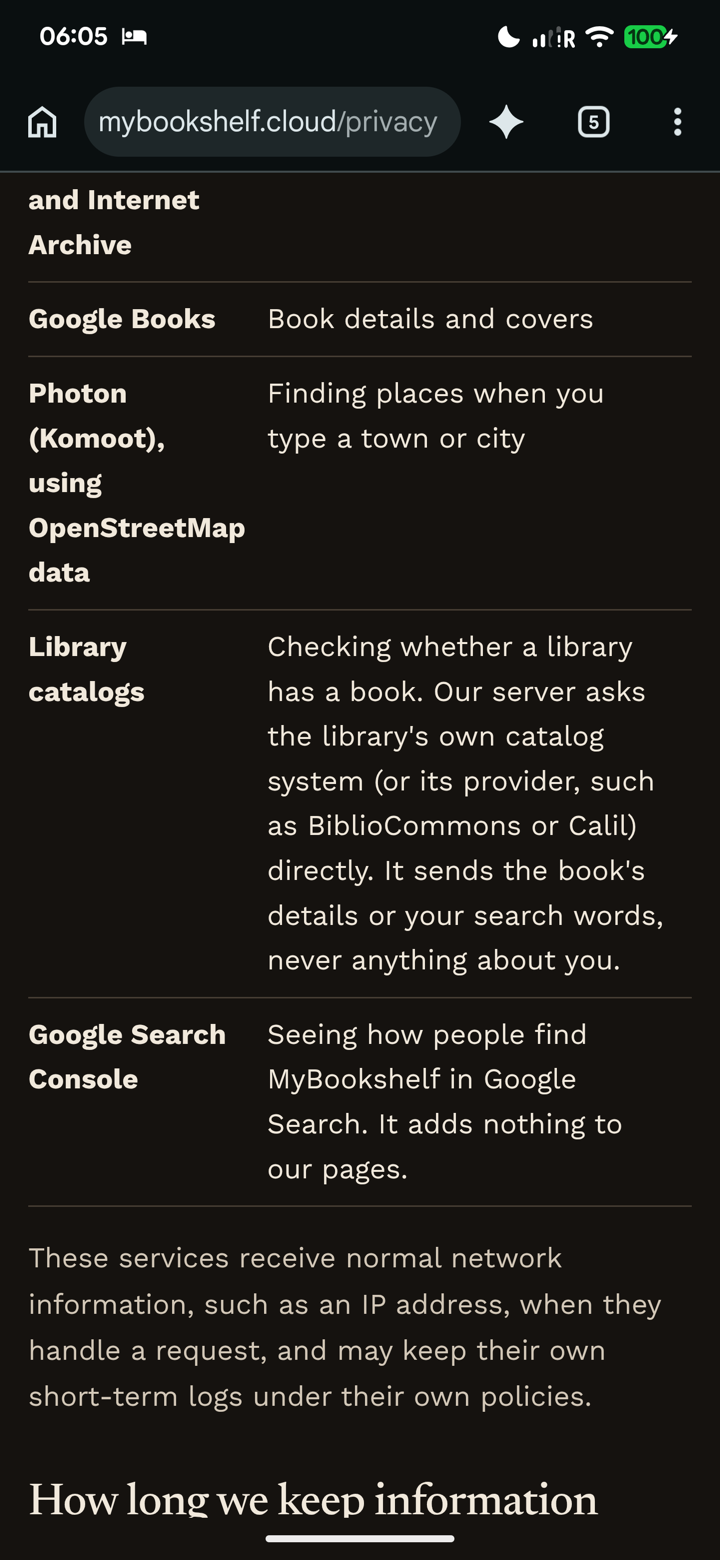 06:05
R
100
mybookshelf.cloud/privacy
5
and Internet
Archive
Google Books
Book details and covers
Photon
(Komoot),
using
OpenStreetMap
data
Finding places when you
type a town or city
Library
catalogs
Checking whether a library
has a book. Our server asks
the library's own catalog
system (or its provider, such
as BiblioCommons or Calil)
directly. It sends the book's
details or your search words,
never anything about you.
Google Search
Console
Seeing how people find
MyBookshelf in Google
Search. It adds nothing to
our pages.
These services receive normal network
information, such as an IP address, when they
handle a request, and may keep their own
short-term logs under their own policies.
How long we keep information